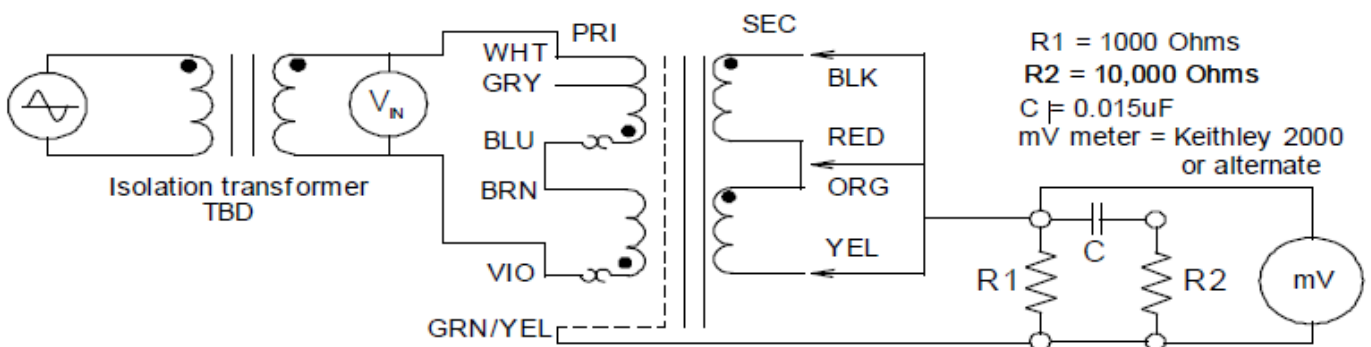 PRI
SEC
WHT
GRY
BLU
BRN
VIO
GRN/YEL
V IN
Isolation transformer
TBD
BLK
RED
ORG
YEL
R1 = 1000 Ohms
R2 = 10,000 Ohms
C = 0.015uF
mV meter = Keithley 2000
or alternate
C
R1
R2
mV